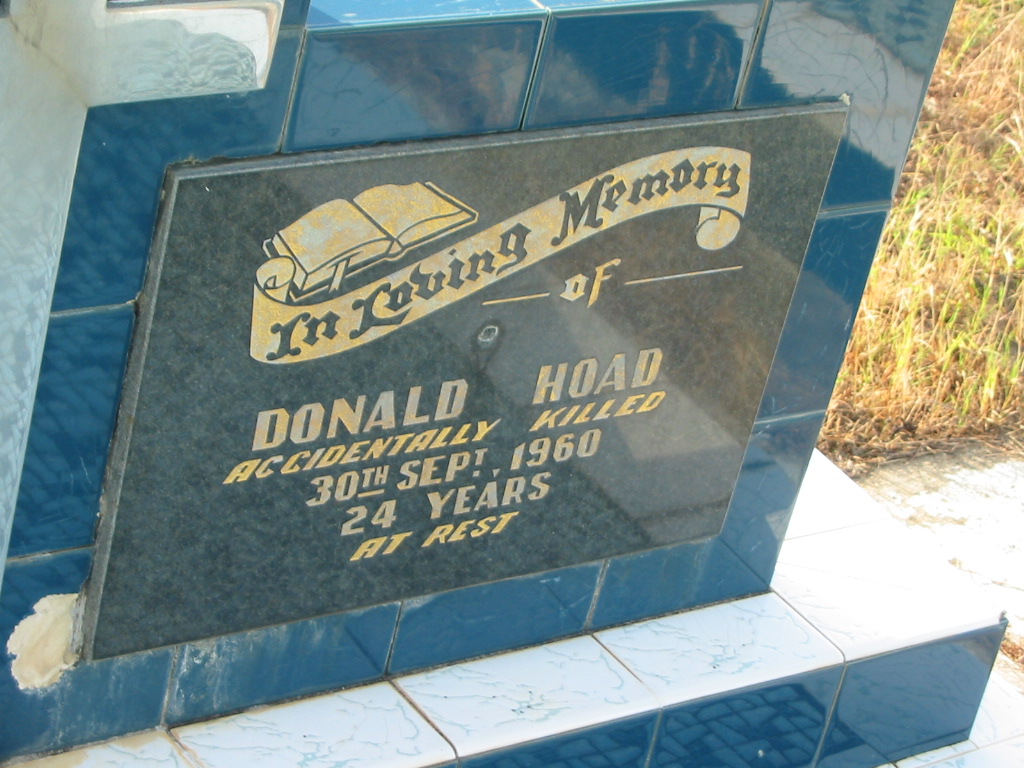 In Loving Memory
of
DONALD HOAD
ACCIDENTALLY KILLED
30TH SEPT, 1960
24 YEARS
AT REST